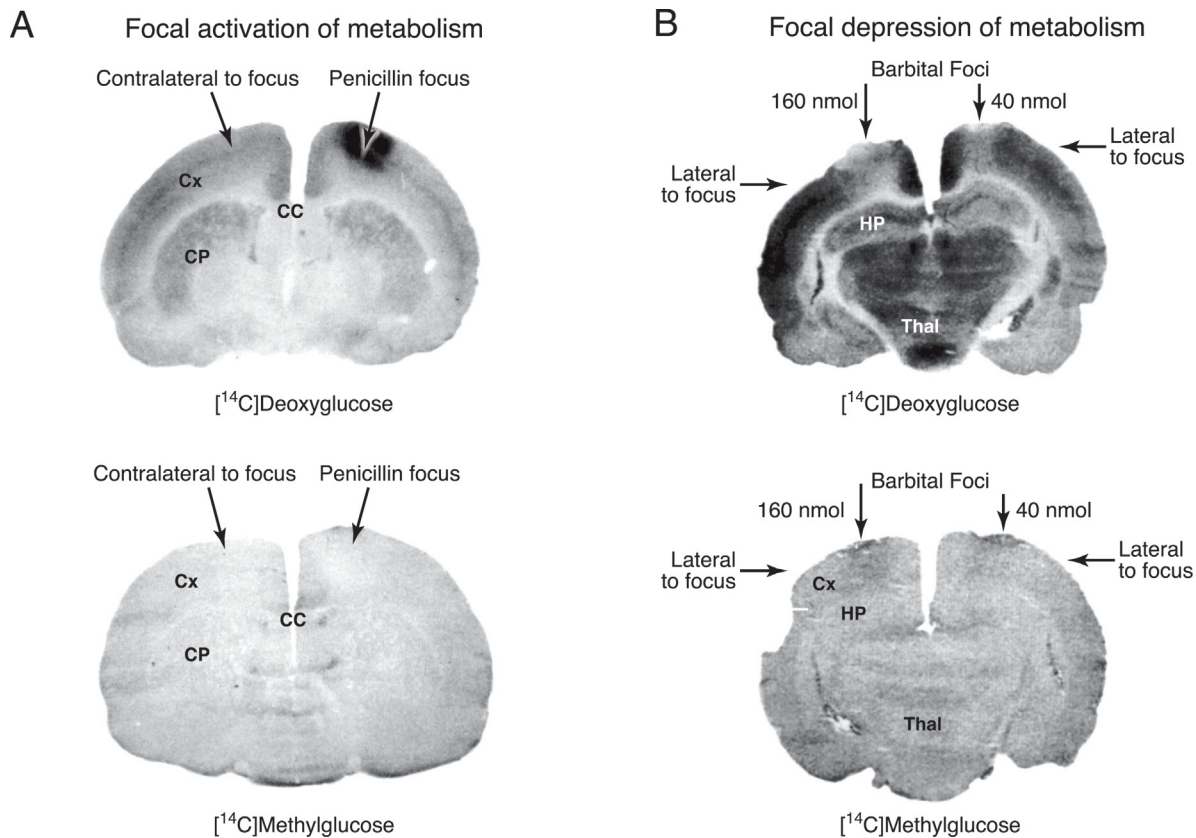 A
Focal activation of metabolism
Contralateral to focus
Penicillin focus
Cx
CC
CP
[¹⁴C]Deoxyglucose
Contralateral to focus
Penicillin focus
Cx
CC
CP
[¹⁴C]Methylglucose
B
Focal depression of metabolism
Barbital Foci
160 nmol
40 nmol
Lateral
to focus
Lateral
to focus
HP
Thal
[¹⁴C]Deoxyglucose
Barbital Foci
160 nmol
40 nmol
Lateral
to focus
Lateral
to focus
Cx
HP
Thal
[¹⁴C]Methylglucose